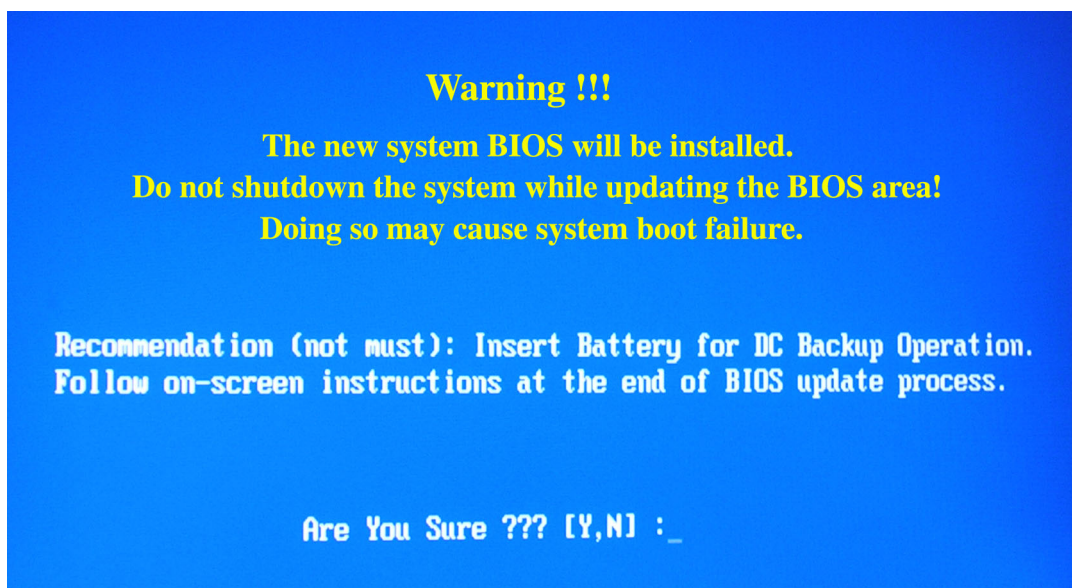 Warning !!!
The new system BIOS will be installed.
Do not shutdown the system while updating the BIOS area!
Doing so may cause system boot failure.
Recommendation (not must): Insert Battery for DC Backup Operation.
Follow on-screen instructions at the end of BIOS update process.
Are You Sure ??? [Y,N] :_